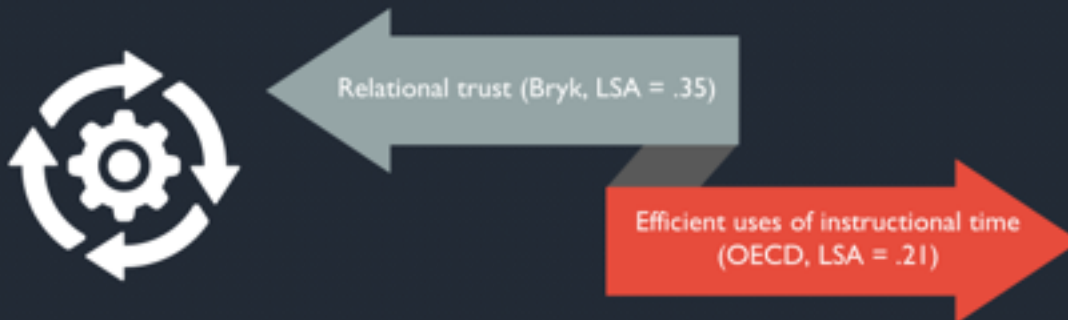 Relational trust (Bryk, LSA = .35)
Efficient uses of instructional time
(OECD, LSA = .21)